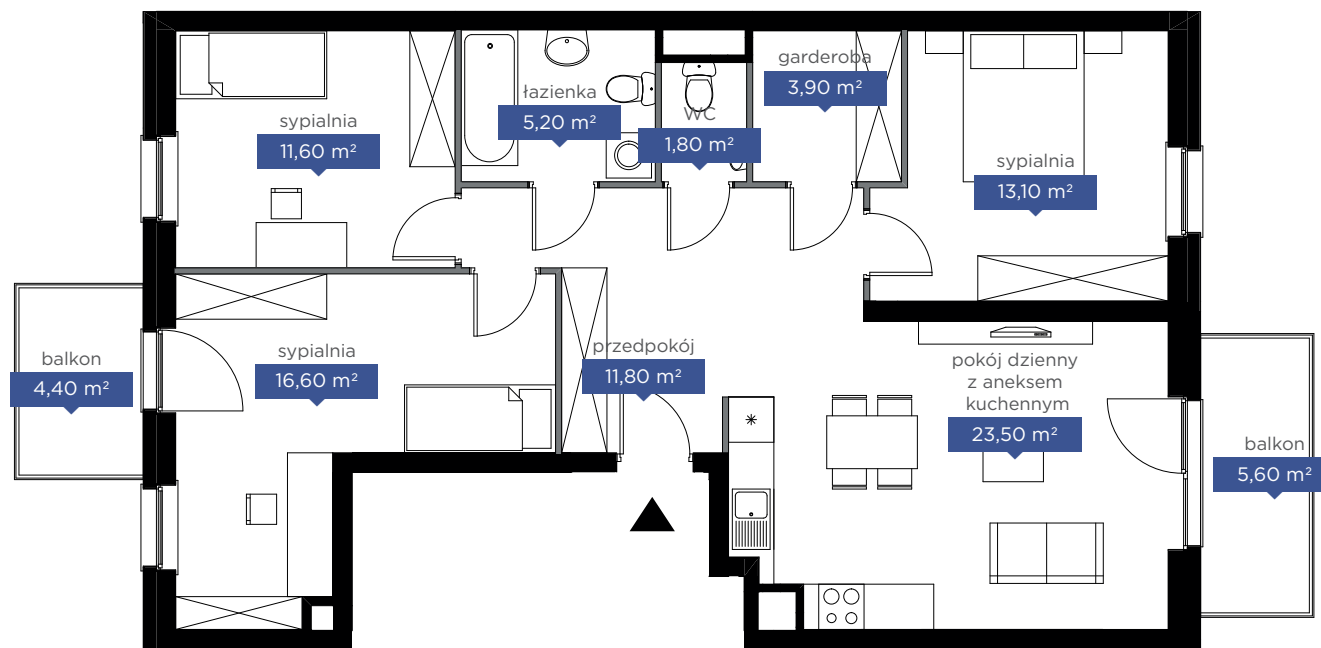 garderoba
3,90 m²
łazienka
5,20 m²
WC
1,80 m²
sypialnia
11,60 m²
sypialnia
13,10 m²
balkon
4,40 m²
sypialnia
16,60 m²
przedpokój
11,80 m²
pokój dzienny
z aneksem
kuchennym
23,50 m²
balkon
5,60 m²